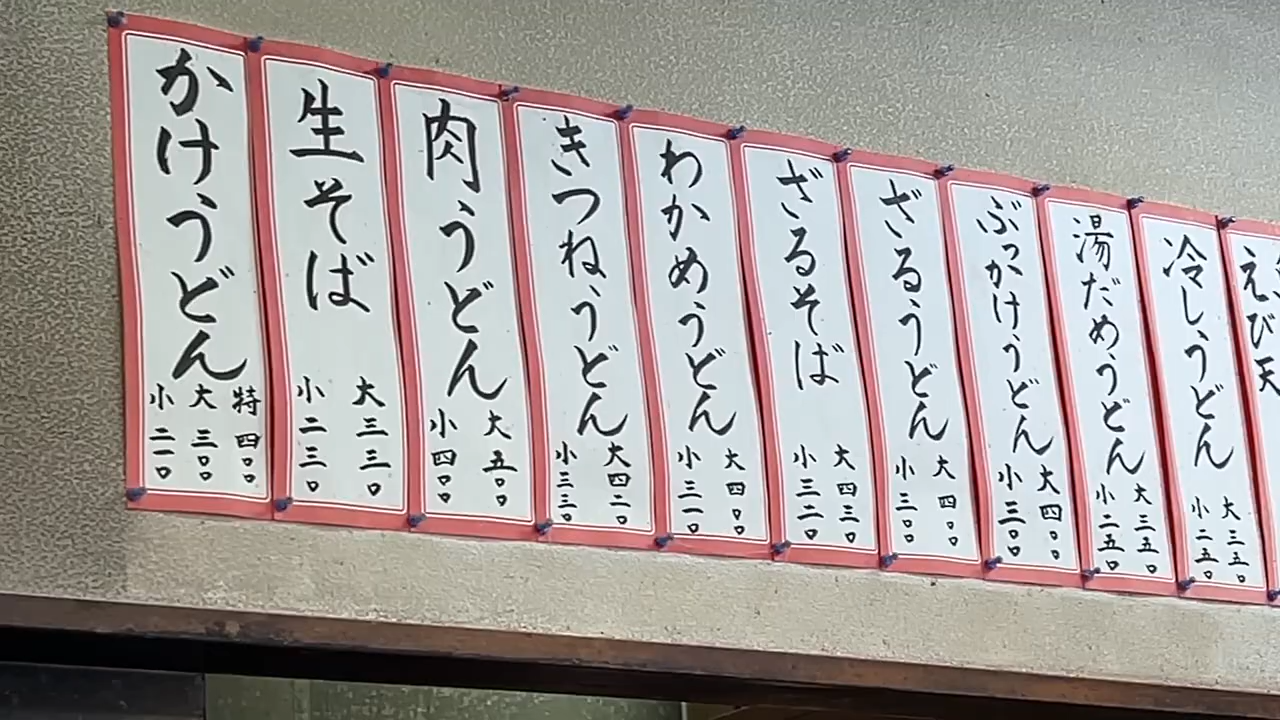 かけうどん
特四〇〇
大三〇〇
小二一〇
生そば
大三三〇
小二三〇
肉うどん
大五〇〇
小四〇〇
きつねうどん
大四二〇
小三三〇
わかめうどん
大四〇〇
小三一〇
ざるそば
大四三〇
小三二〇
ざるうどん
大四〇〇
小三〇〇
ぶっかけうどん
大四〇〇
小三〇〇
湯だめうどん
大三五〇
小二五〇
冷しうどん
大三五〇
小二五〇
えび天